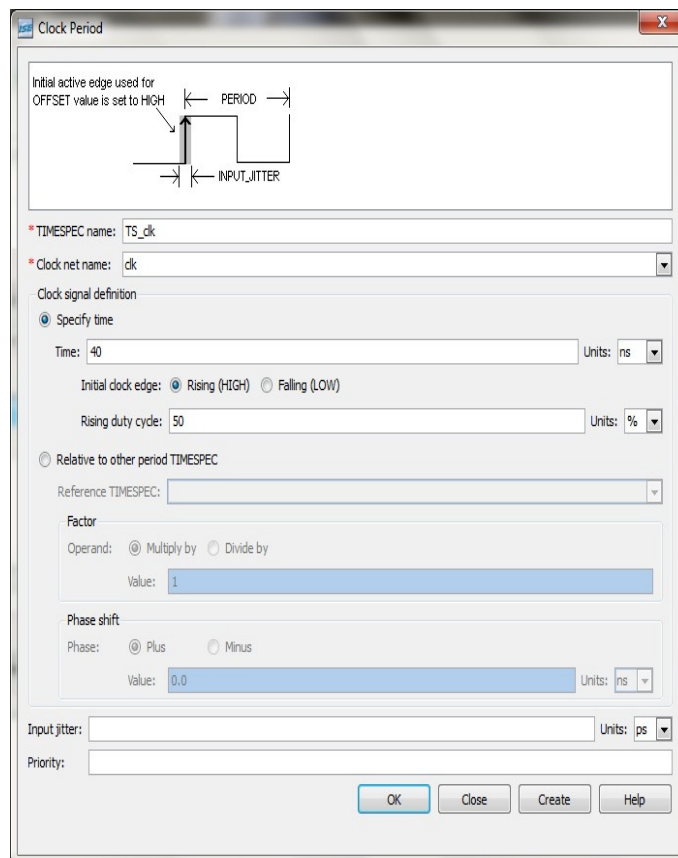 ISE Clock Period
X
Initial active edge used for
OFFSET value is set to HIGH
PERIOD
INPUT_JITTER
* TIMESPEC name: TS_clk
* Clock net name: clk
Clock signal definition
Specify time
Time: 40 Units: ns
Initial clock edge: Rising (HIGH) Falling (LOW)
Rising duty cycle: 50 Units: %
Relative to other period TIMESPEC
Reference TIMESPEC:
Factor
Operand: Multiply by Divide by
Value: 1
Phase shift
Phase: Plus Minus
Value: 0.0 Units: ns
Input jitter: Units: ps
Priority:
OK Close Create Help